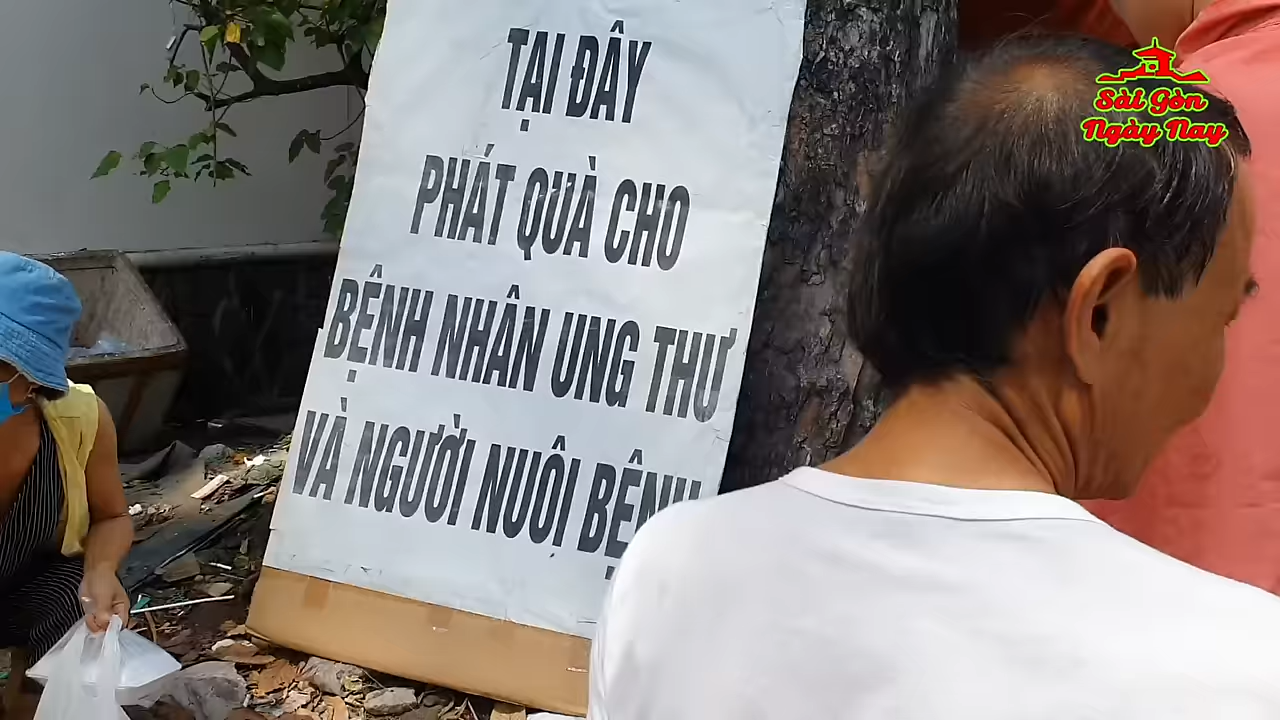 TẠI ĐÂY
PHÁT QUÀ CHO
BỆNH NHÂN UNG THƯ
VÀ NGƯỜI NUÔI BỆNH
Sài Gòn
Ngày Nay